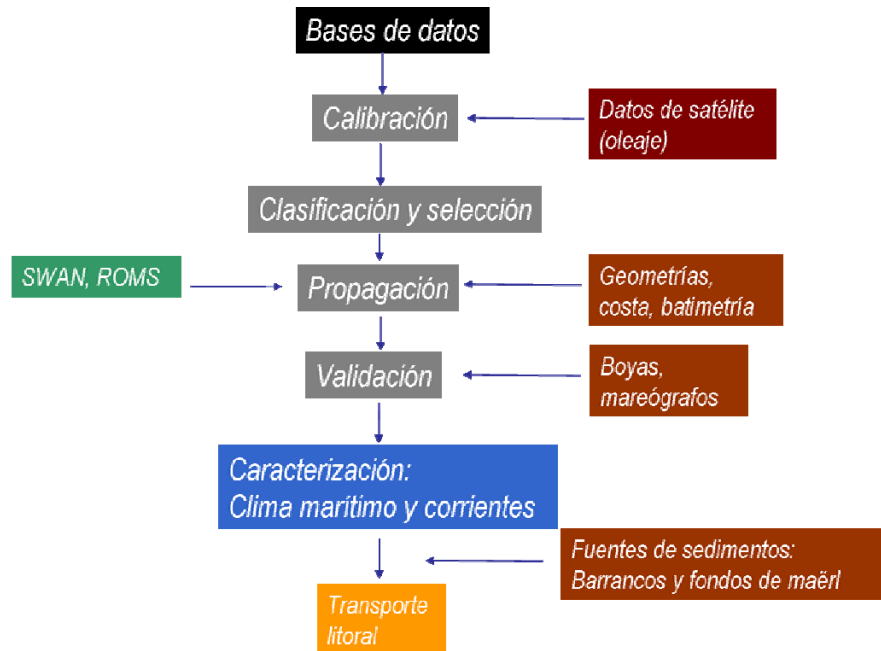 Bases de datos
Calibración
Datos de satélite
(oleaje)
Clasificación y selección
SWAN, ROMS
Propagación
Geometrías,
costa, batimetría
Validación
Boyas,
mareógrafos
Caracterización:
Clima marítimo y corrientes
Fuentes de sedimentos:
Barrancos y fondos de maërl
Transporte
litoral